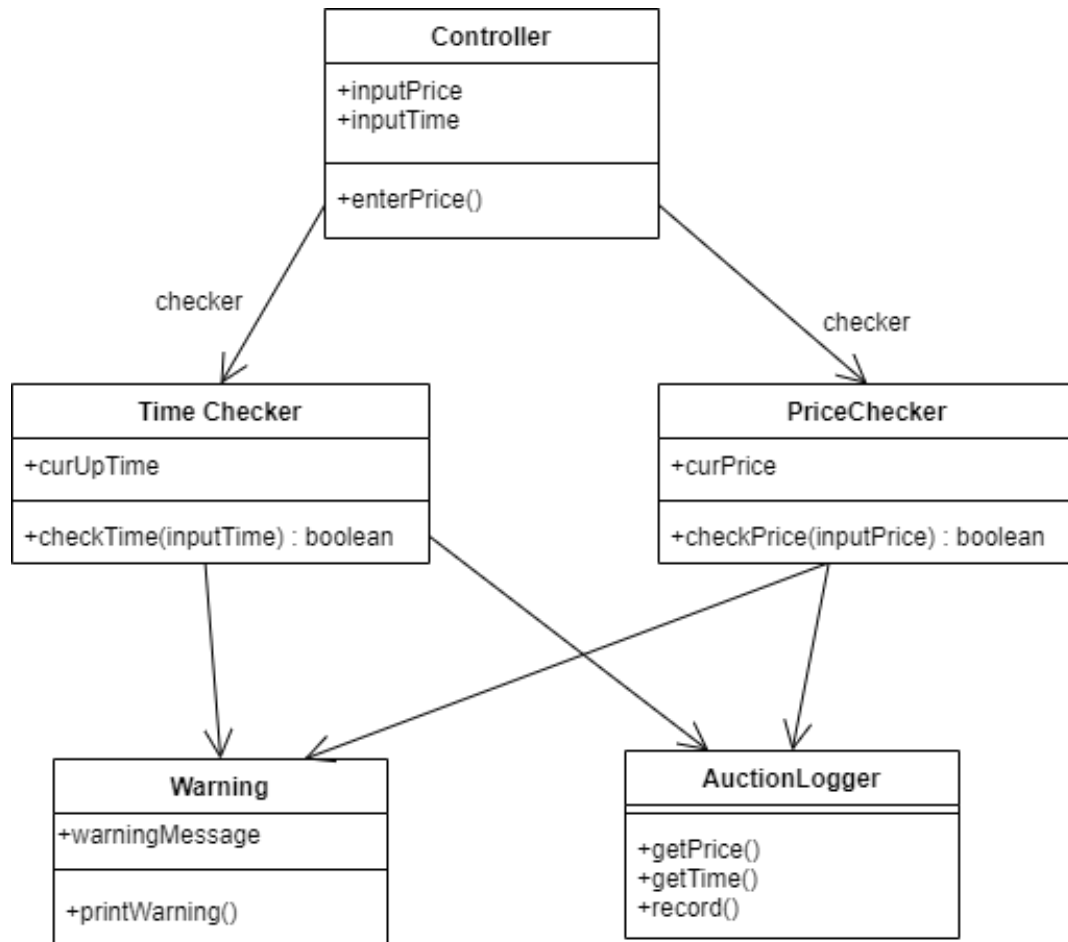 Controller
+inputPrice
+inputTime
+enterPrice()
checker
checker
Time Checker
+curUpTime
+checkTime(inputTime) : boolean
PriceChecker
+curPrice
+checkPrice(inputPrice) : boolean
Warning
+warningMessage
+printWarning()
AuctionLogger
+getPrice()
+getTime()
+record()